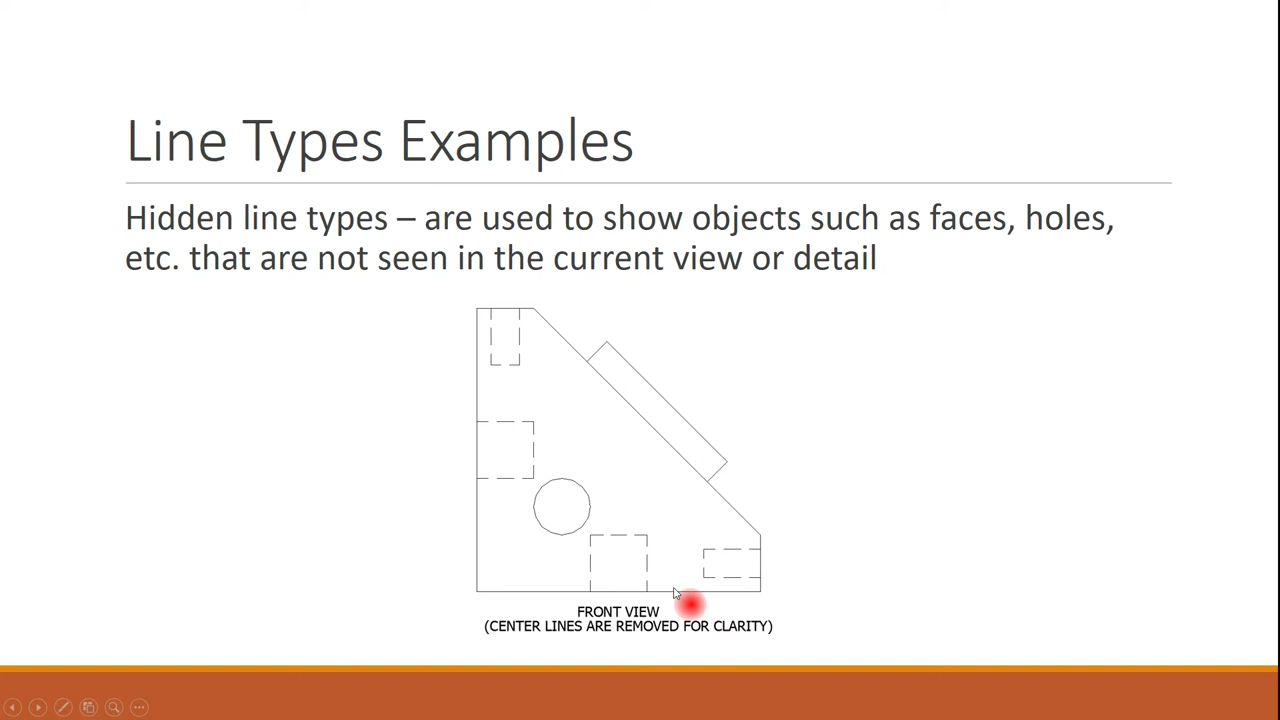 Line Types Examples
Hidden line types – are used to show objects such as faces, holes,
etc. that are not seen in the current view or detail
FRONT VIEW
(CENTER LINES ARE REMOVED FOR CLARITY)